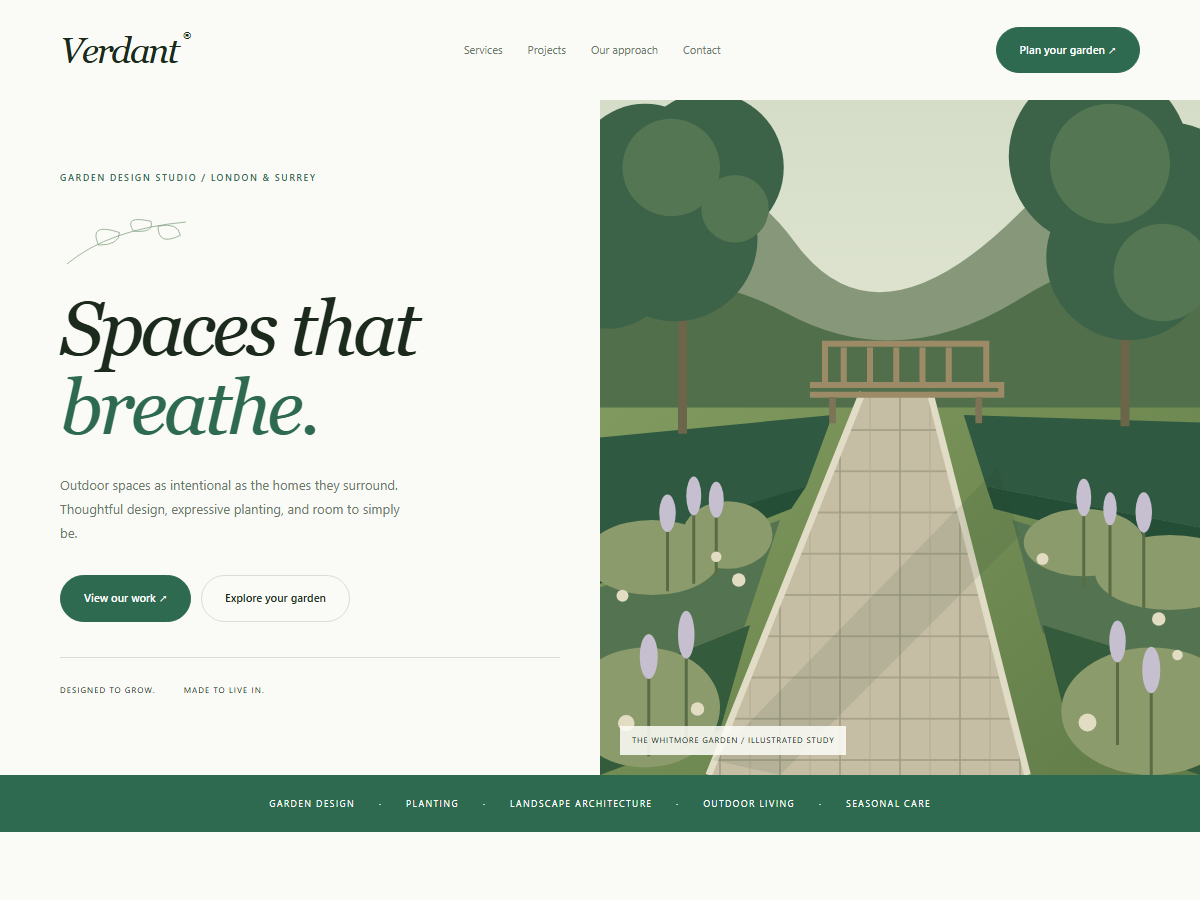 Verdant®
Services
Projects
Our approach
Contact
Plan your garden ↗
GARDEN DESIGN STUDIO / LONDON & SURREY
Spaces that
breathe.
Outdoor spaces as intentional as the homes they surround.
Thoughtful design, expressive planting, and room to simply
be.
View our work ↗
Explore your garden
DESIGNED TO GROW.
MADE TO LIVE IN.
THE WHITMORE GARDEN / ILLUSTRATED STUDY
GARDEN DESIGN · PLANTING · LANDSCAPE ARCHITECTURE · OUTDOOR LIVING · SEASONAL CARE